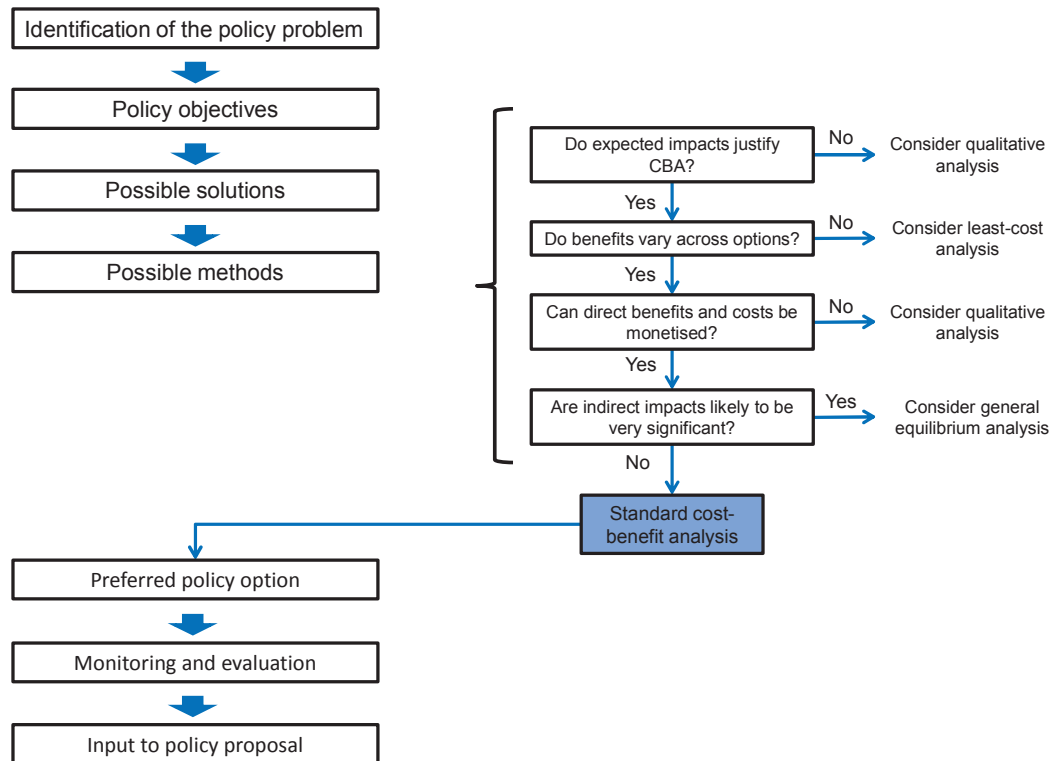 Identification of the policy problem
Policy objectives
Possible solutions
Possible methods
Do expected impacts justify
CBA?
No
Consider qualitative
analysis
Yes
Do benefits vary across options?
No
Consider least-cost
analysis
Yes
Can direct benefits and costs be
monetised?
No
Consider qualitative
analysis
Yes
Are indirect impacts likely to be
very significant?
Yes
Consider general
equilibrium analysis
No
Standard cost-
benefit analysis
Preferred policy option
Monitoring and evaluation
Input to policy proposal